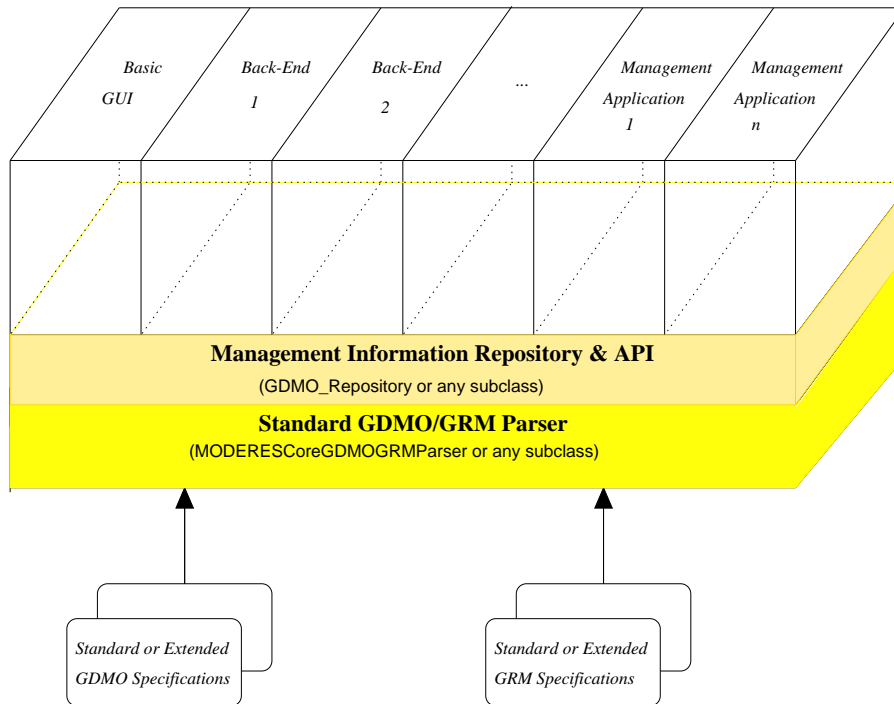 Basic
GUI
Back-End
1
Back-End
2
...
Management
Application
1
Management
Application
n
Management Information Repository & API
(GDMO_Repository or any subclass)
Standard GDMO/GRM Parser
(MODERESCoreGDMOGRMParser or any subclass)
Standard or Extended
GDMO Specifications
Standard or Extended
GRM Specifications